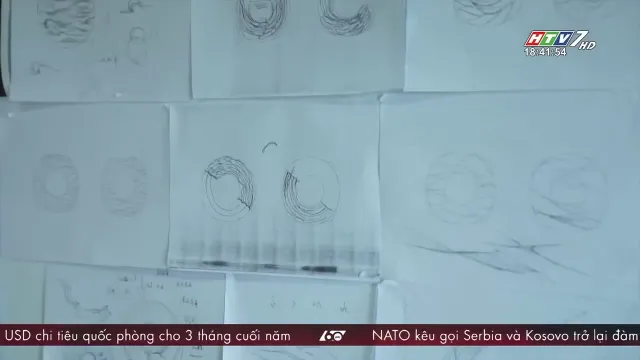 HTV7 HD
18:41:54
USD chi tiêu quốc phòng cho 3 tháng cuối năm
60
NATO kêu gọi Serbia và Kosovo trở lại đàm